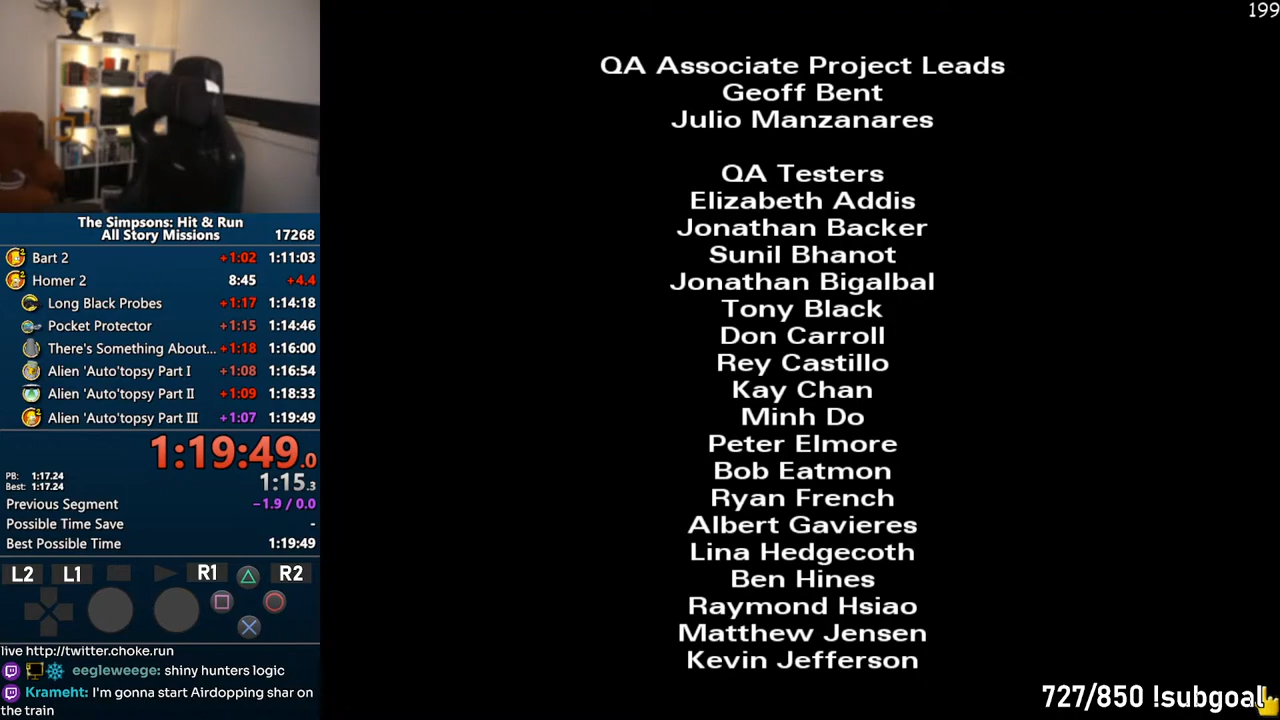 199
QA Associate Project Leads
Geoff Bent
Julio Manzanares
QA Testers
Elizabeth Addis
Jonathan Backer
Sunil Bhanot
Jonathan Bigalbal
Tony Black
Don Carroll
Rey Castillo
Kay Chan
Minh Do
Peter Elmore
Bob Eatmon
Ryan French
Albert Gavieres
Lina Hedgecoth
Ben Hines
Raymond Hsiao
Matthew Jensen
Kevin Jefferson
The Simpsons: Hit & Run
All Story Missions 17268
Bart 2 +1:02 1:11:03
Homer 2 8:45 +4.4
Long Black Probes +1:17 1:14:18
Pocket Protector +1:15 1:14:46
There's Something About... +1:18 1:16:00
Alien 'Auto'topsy Part I +1:08 1:16:54
Alien 'Auto'topsy Part II +1:09 1:18:33
Alien 'Auto'topsy Part III +1:07 1:19:49
1:19:49.0
PB: 1:17.24 1:15.3
Best: 1:17.24
Previous Segment -1.9 / 0.0
Possible Time Save -
Best Possible Time 1:19:49
L2 L1 R1 R2
live http://twitter.choke.run
eegleweege: shiny hunters logic
Krameht: I'm gonna start Airdopping shar on
the train
727/850 !subgoal